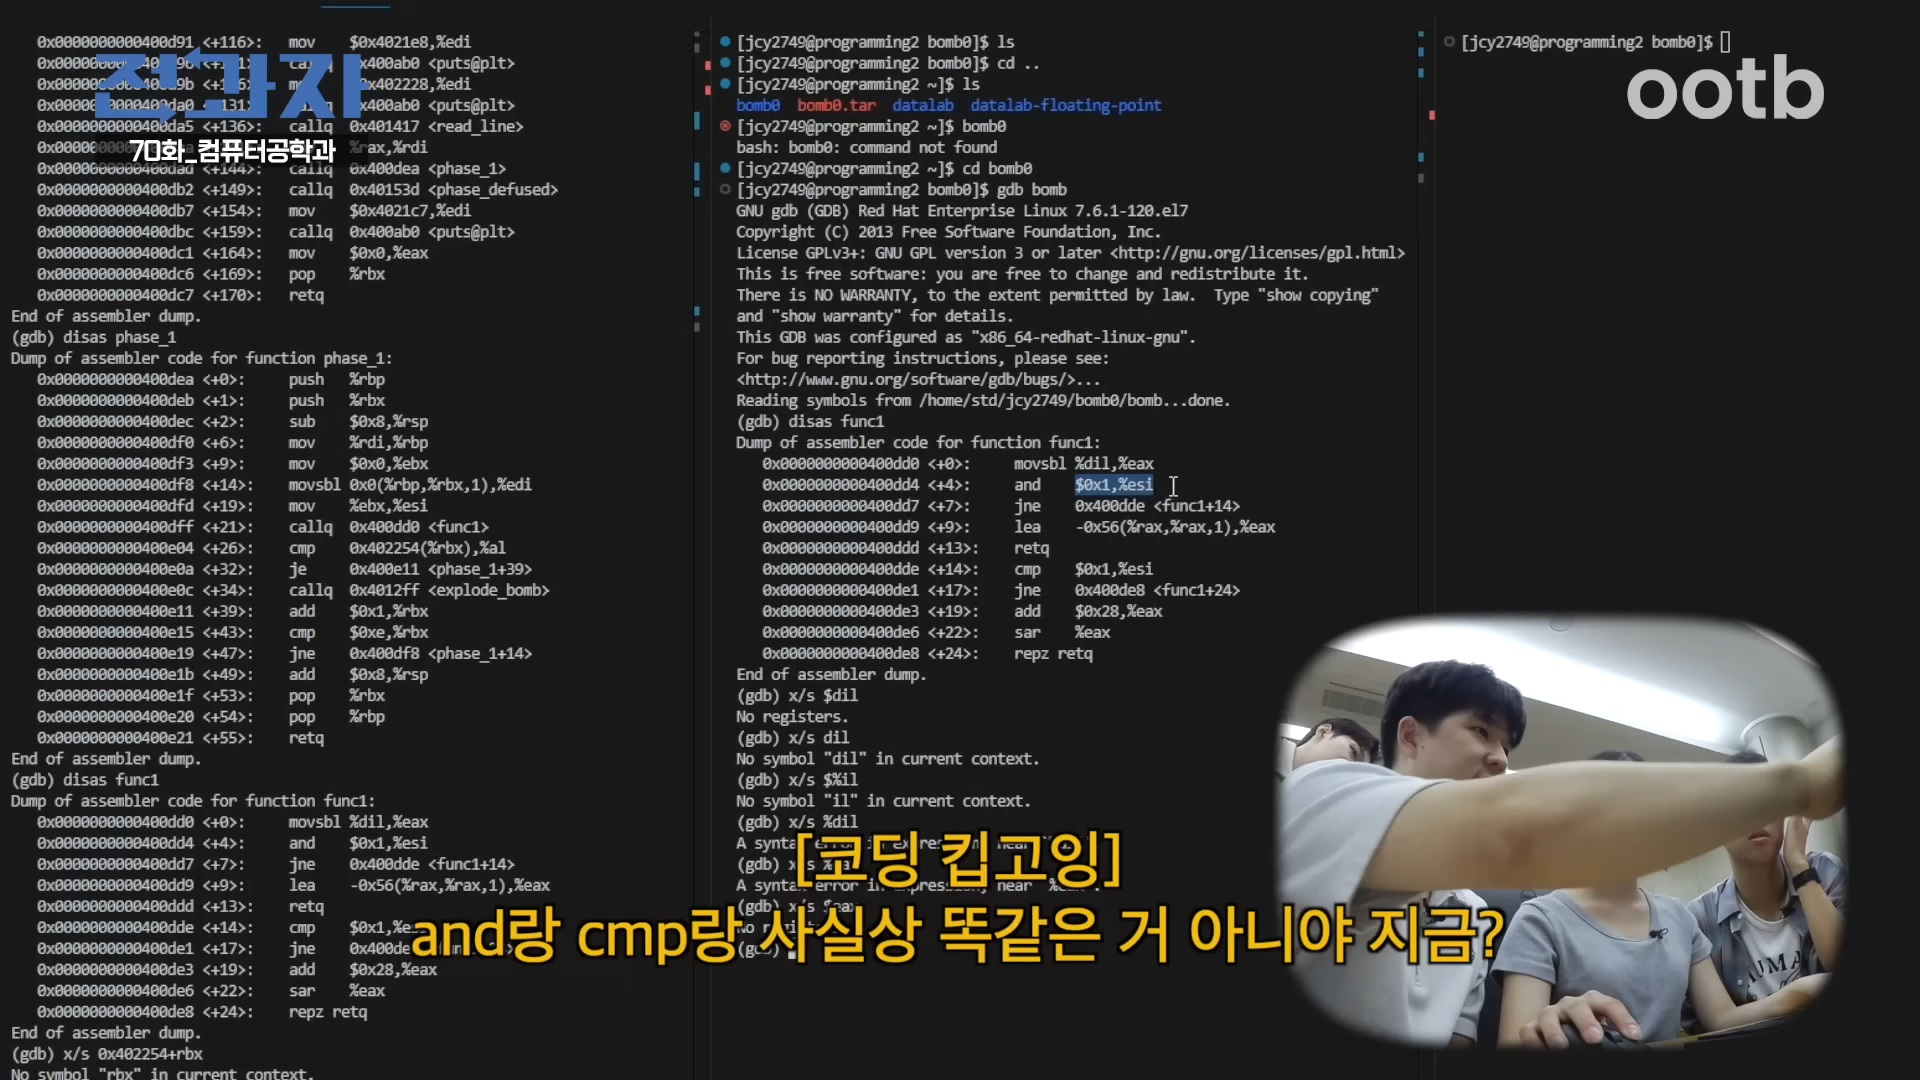 0x0000000000400d91 <+116>: mov $0x4021e8,%edi
<puts@plt>
$0x402228,%edi
0x400ab0 <puts@plt>
callq 0x401417 <read_line>
%rax,%rdi
callq 0x400dea <phase_1>
0x0000000000400db2 <+149>: callq 0x40153d <phase_defused>
0x0000000000400db7 <+154>: mov $0x4021c7,%edi
0x0000000000400dbc <+159>: callq 0x400ab0 <puts@plt>
0x0000000000400dc1 <+164>: mov $0x0,%eax
0x0000000000400dc6 <+169>: pop %rbx
0x0000000000400dc7 <+170>: retq
End of assembler dump.
(gdb) disas phase_1
Dump of assembler code for function phase_1:
0x0000000000400dea <+0>: push %rbp
0x0000000000400deb <+1>: push %rbx
0x0000000000400dec <+2>: sub $0x8,%rsp
0x0000000000400df0 <+6>: mov %rdi,%rbp
0x0000000000400df3 <+9>: mov $0x0,%ebx
0x0000000000400df8 <+14>: movsbl 0x0(%rbp,%rbx,1),%edi
0x0000000000400dfd <+19>: mov %ebx,%esi
0x0000000000400dff <+21>: callq 0x400dd0 <func1>
0x0000000000400e04 <+26>: cmp 0x402254(%rbx),%al
0x0000000000400e0a <+32>: je 0x400e11 <phase_1+39>
0x0000000000400e0c <+34>: callq 0x4012ff <explode_bomb>
0x0000000000400e11 <+39>: add $0x1,%rbx
0x0000000000400e15 <+43>: cmp $0xe,%rbx
0x0000000000400e19 <+47>: jne 0x400df8 <phase_1+14>
0x0000000000400e1b <+49>: add $0x8,%rsp
0x0000000000400e1f <+53>: pop %rbx
0x0000000000400e20 <+54>: pop %rbp
0x0000000000400e21 <+55>: retq
End of assembler dump.
(gdb) disas func1
Dump of assembler code for function func1:
0x0000000000400dd0 <+0>: movsbl %dil,%eax
0x0000000000400dd4 <+4>: and $0x1,%esi
0x0000000000400dd7 <+7>: jne 0x400dde <func1+14>
0x0000000000400dd9 <+9>: lea -0x56(%rax,%rax,1),%eax
0x0000000000400ddd <+13>: retq
0x0000000000400dde <+14>: cmp
0x0000000000400de1 <+17>: jne
0x0000000000400de3 <+19>: add $0x28,%eax
0x0000000000400de6 <+22>: sar %eax
0x0000000000400de8 <+24>: repz retq
End of assembler dump.
(gdb) x/s 0x402254+rbx
No symbol "rbx" in current context.
전과자
70화_컴퓨터공학과
[jcy2749@programming2 bomb0]$ ls
[jcy2749@programming2 bomb0]$ cd ..
[jcy2749@programming2 ~]$ ls
bomb0 bomb0.tar datalab datalab-floating-point
[jcy2749@programming2 ~]$ bomb0
bash: bomb0: command not found
[jcy2749@programming2 ~]$ cd bomb0
[jcy2749@programming2 bomb0]$ gdb bomb
GNU gdb (GDB) Red Hat Enterprise Linux 7.6.1-120.el7
Copyright (C) 2013 Free Software Foundation, Inc.
License GPLv3+: GNU GPL version 3 or later <http://gnu.org/licenses/gpl.html>
This is free software: you are free to change and redistribute it.
There is NO WARRANTY, to the extent permitted by law. Type "show copying"
and "show warranty" for details.
This GDB was configured as "x86_64-redhat-linux-gnu".
For bug reporting instructions, please see:
<http://www.gnu.org/software/gdb/bugs/>...
Reading symbols from /home/std/jcy2749/bomb0/bomb...done.
(gdb) disas func1
Dump of assembler code for function func1:
0x0000000000400dd0 <+0>: movsbl %dil,%eax
0x0000000000400dd4 <+4>: and $0x1,%esi
0x0000000000400dd7 <+7>: jne 0x400dde <func1+14>
0x0000000000400dd9 <+9>: lea -0x56(%rax,%rax,1),%eax
0x0000000000400ddd <+13>: retq
0x0000000000400dde <+14>: cmp $0x1,%esi
0x0000000000400de1 <+17>: jne 0x400de8 <func1+24>
0x0000000000400de3 <+19>: add $0x28,%eax
0x0000000000400de6 <+22>: sar %eax
0x0000000000400de8 <+24>: repz retq
End of assembler dump.
(gdb) x/s $dil
No registers.
(gdb) x/s dil
No symbol "dil" in current context.
(gdb) x/s $%il
No symbol "il" in current context.
(gdb) x/s %dil
[jcy2749@programming2 bomb0]$
ootb
[코딩 킵고잉]
and랑 cmp랑 사실상 똑같은 거 아니야 지금?
UMA